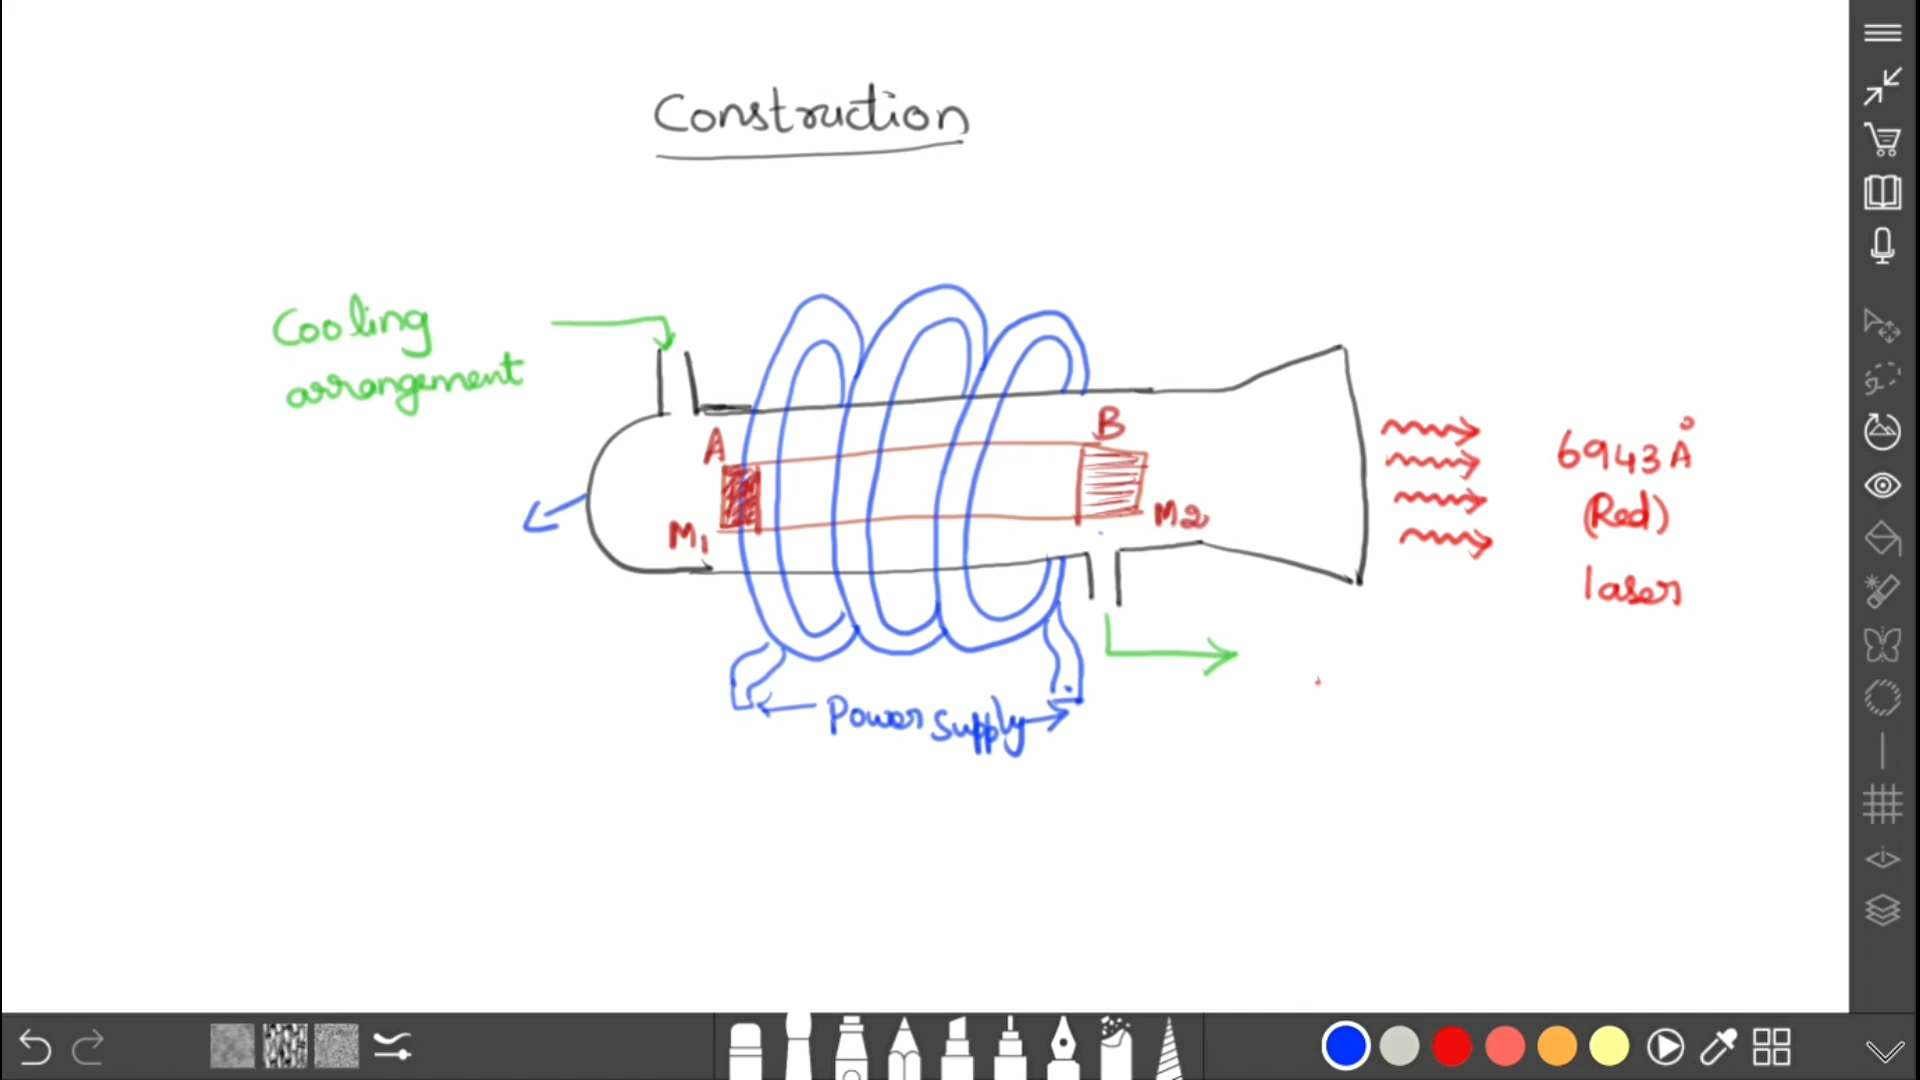 Construction
Cooling
arrangement
A
B
M1
M2
6943 Å
(Red)
laser
Power supply